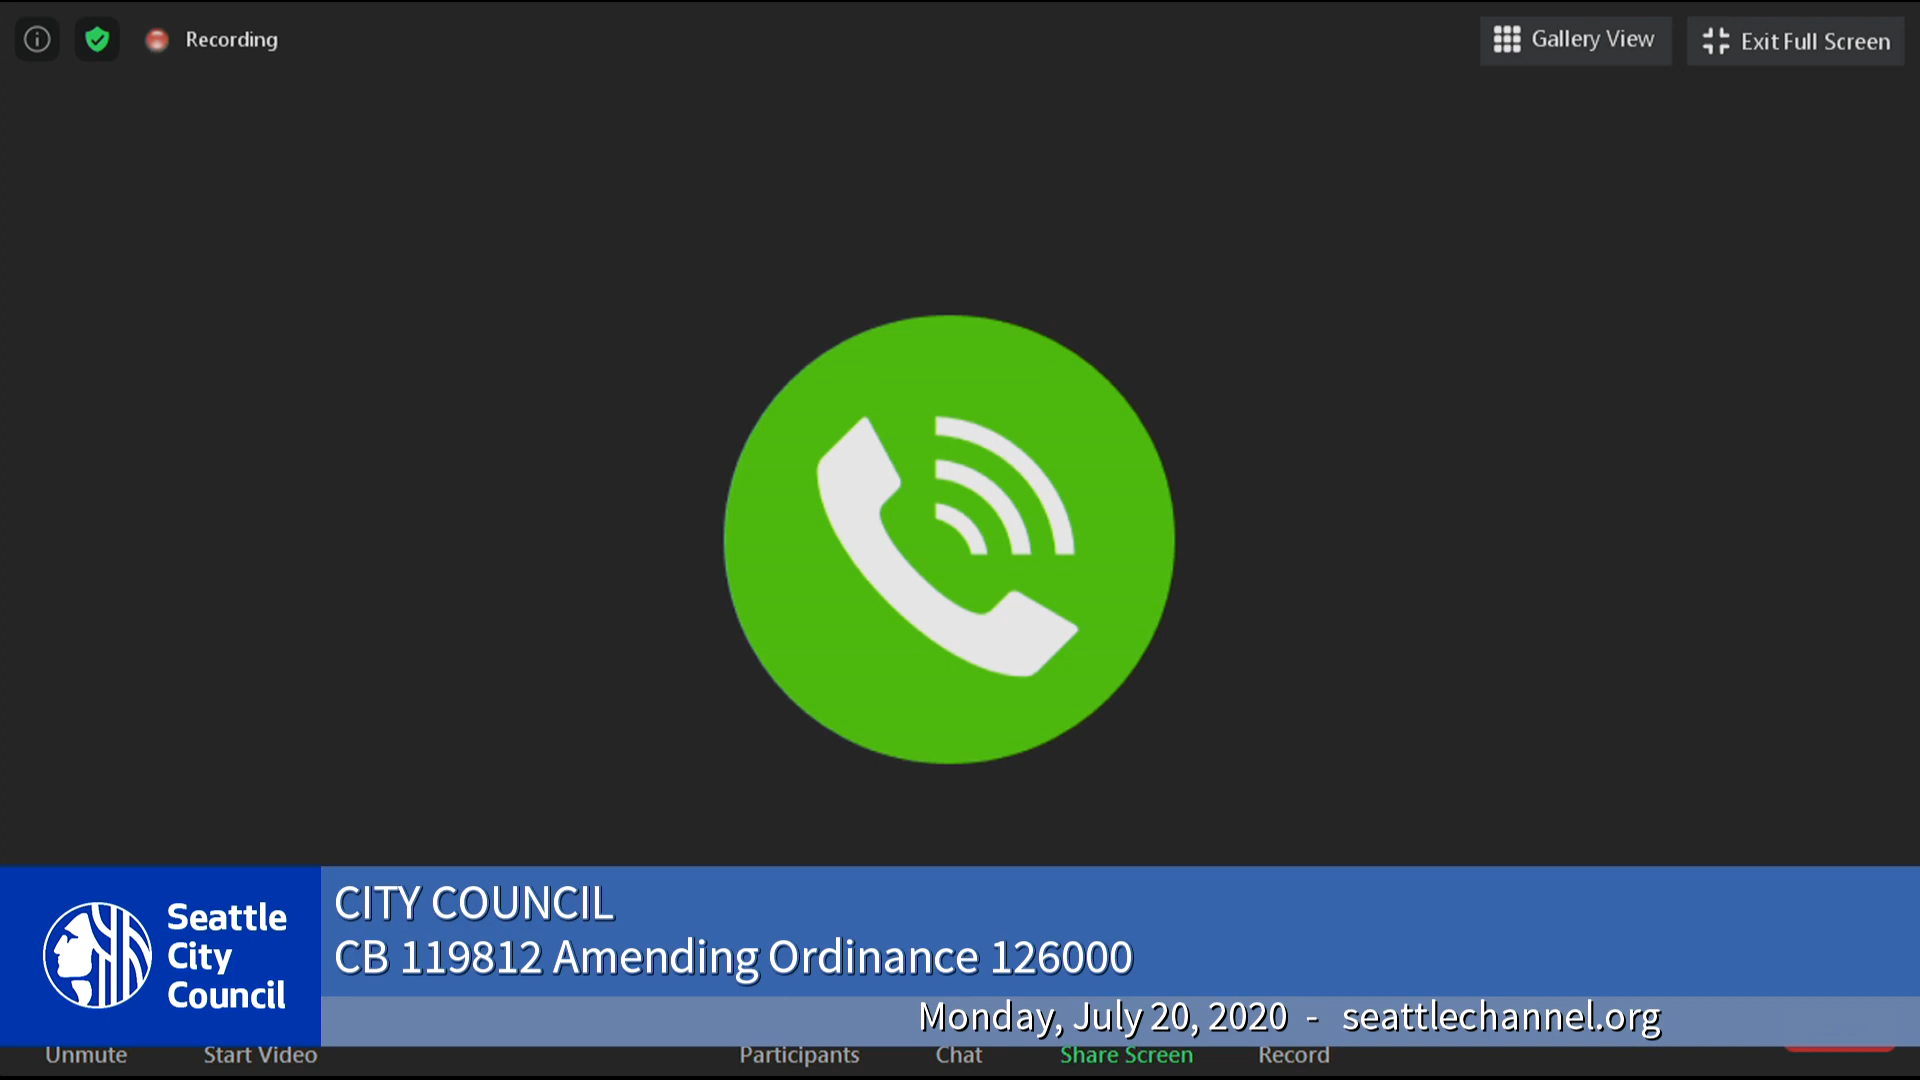 Recording
Gallery View
Exit Full Screen
Seattle
City
Council
CITY COUNCIL
CB 119812 Amending Ordinance 126000
Monday, July 20, 2020 - seattlechannel.org
Unmute
Start Video
Participants
Chat
Share Screen
Record